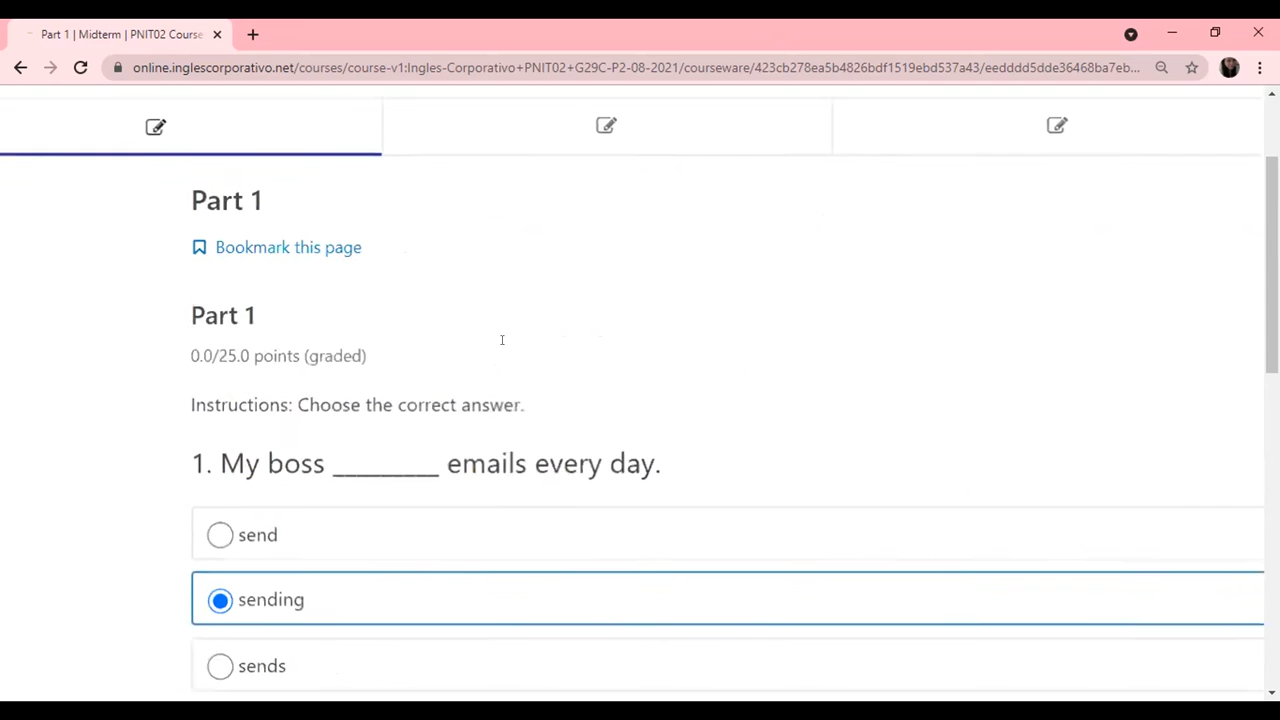 Part 1 | Midterm | PNIT02 Course
online.inglescorporativo.net/courses/course-v1:Ingles-Corporativo+PNIT02+G29C-P2-08-2021/courseware/423cb278ea5b4826bdf1519ebd537a43/eedddd5dde36468ba7eb...
Part 1
Bookmark this page
Part 1
0.0/25.0 points (graded)
Instructions: Choose the correct answer.
1. My boss _________ emails every day.
send
sending
sends